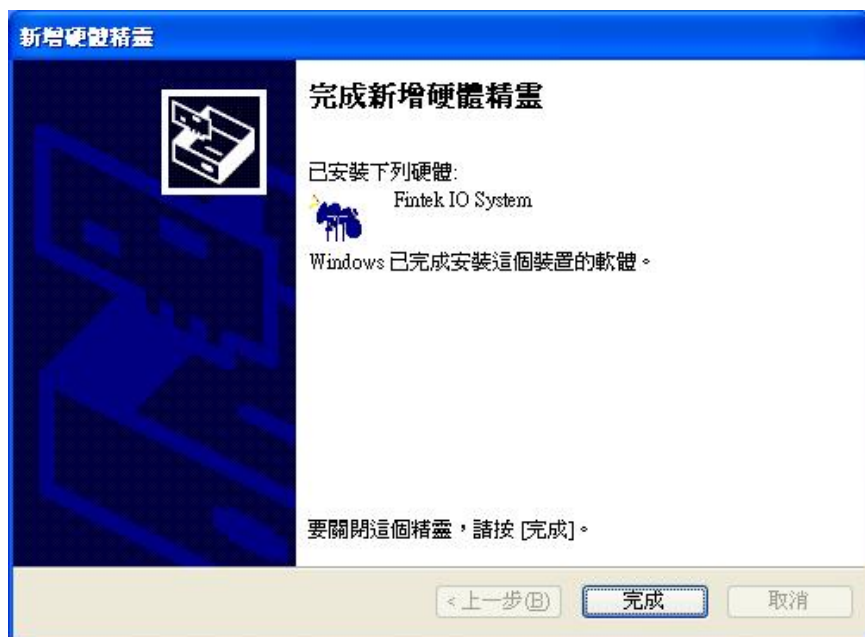 新增硬體精靈
完成新增硬體精靈
已安裝下列硬體:
Fintek IO System
Windows 已完成安裝這個裝置的軟體。
要關閉這個精靈，請按 [完成]。
<上一步(B)
完成
取消